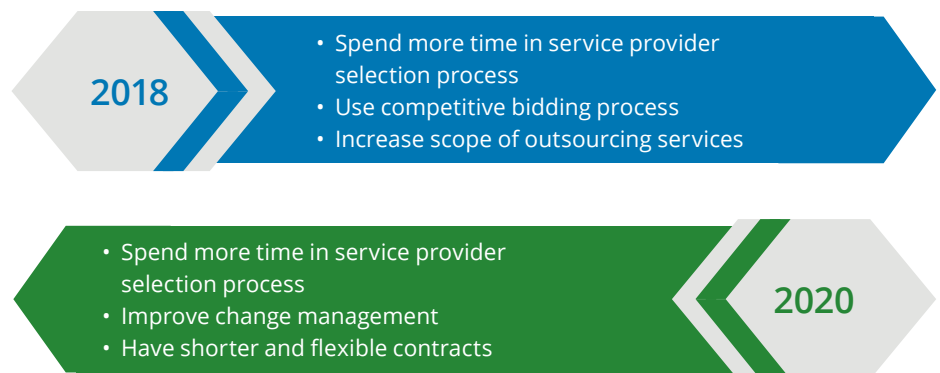 2018
• Spend more time in service provider
selection process
• Use competitive bidding process
• Increase scope of outsourcing services
• Spend more time in service provider
selection process
• Improve change management
• Have shorter and flexible contracts
2020